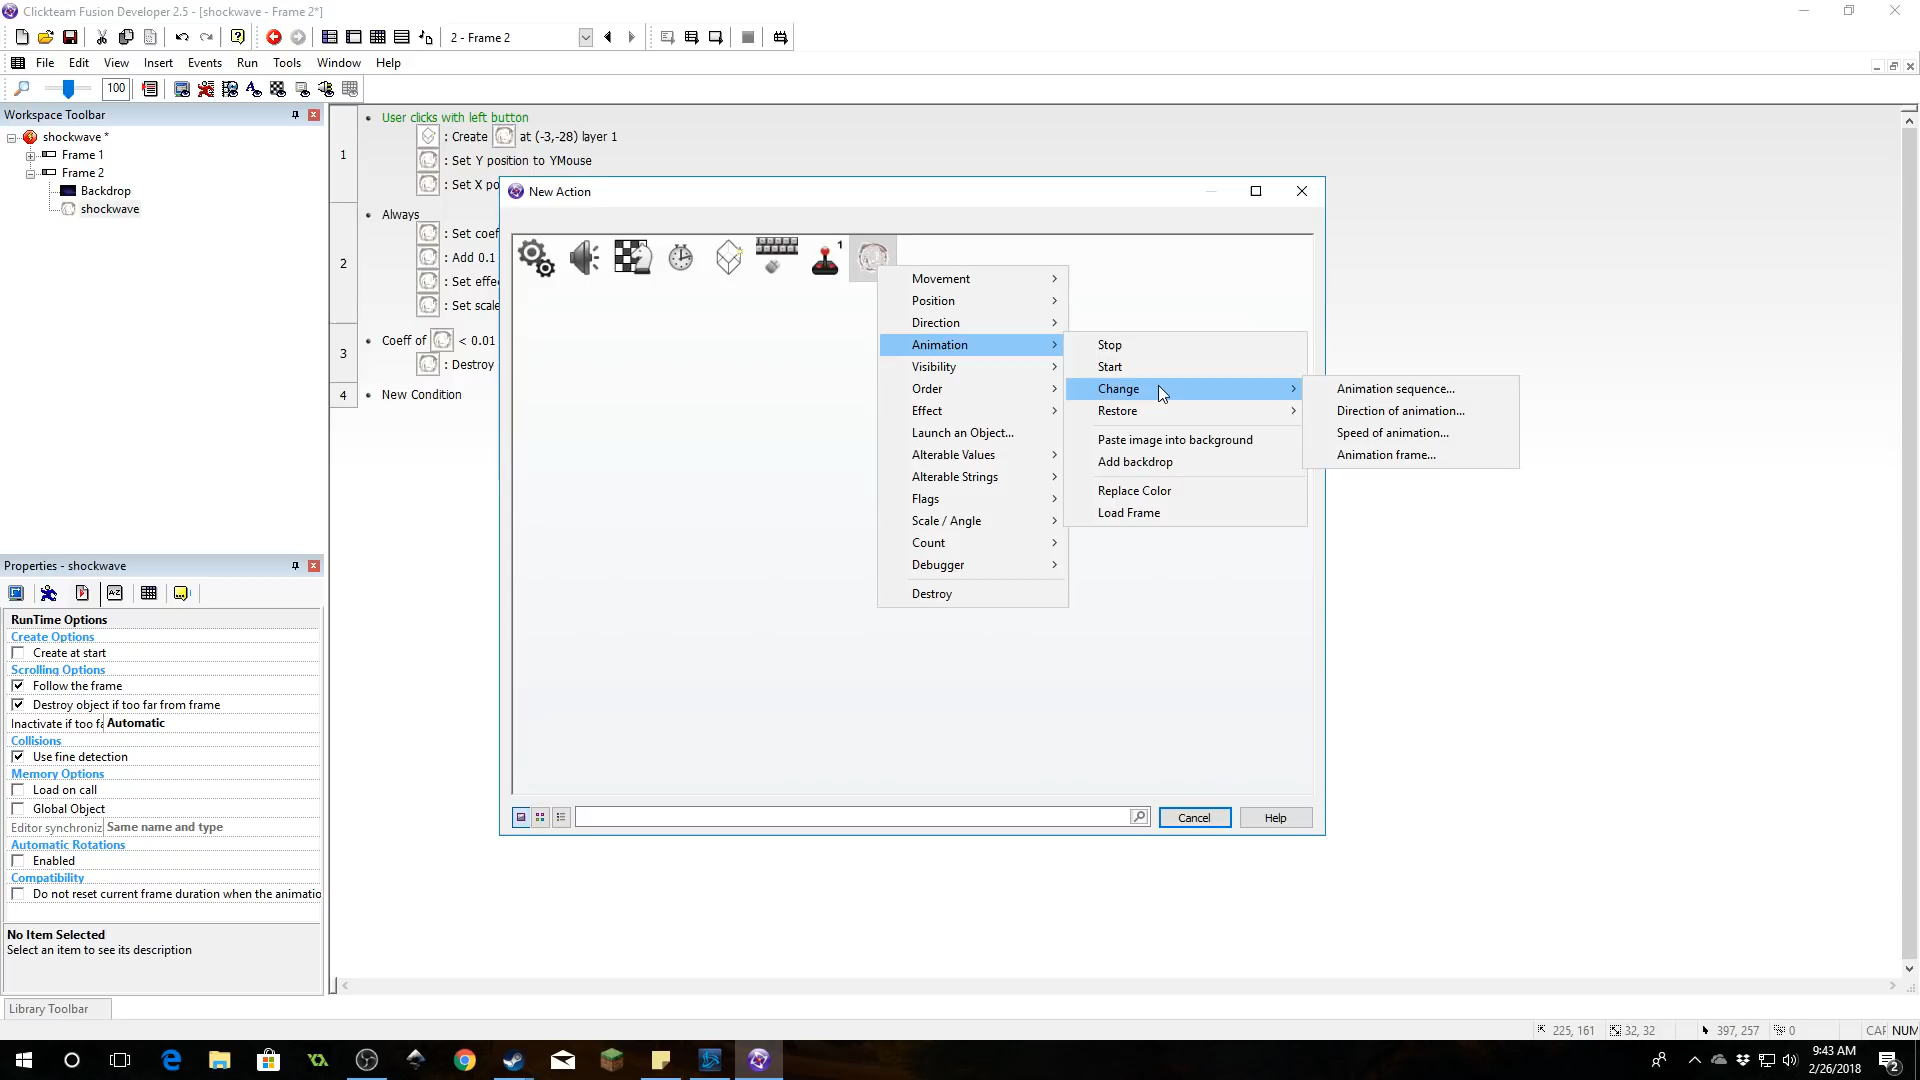 Clickteam Fusion Developer 2.5 - [shockwave - Frame 2*]
2 - Frame 2
File Edit View Insert Events Run Tools Window Help
100
Workspace Toolbar
shockwave *
Frame 1
Frame 2
Backdrop
shockwave
1
User clicks with left button
: Create at (-3,-28) layer 1
: Set Y position to YMouse
: Set X po
2
Always
: Set coef
: Add 0.1
: Set effe
: Set scale
3
Coeff of < 0.01
: Destroy
4
New Condition
New Action
1
Movement
Position
Direction
Animation
Visibility
Order
Effect
Launch an Object...
Alterable Values
Alterable Strings
Flags
Scale / Angle
Count
Debugger
Destroy
Stop
Start
Change
Restore
Paste image into background
Add backdrop
Replace Color
Load Frame
Animation sequence...
Direction of animation...
Speed of animation...
Animation frame...
Cancel
Help
Properties - shockwave
A-Z
RunTime Options
Create Options
Create at start
Scrolling Options
Follow the frame
Destroy object if too far from frame
Inactivate if too fa Automatic
Collisions
Use fine detection
Memory Options
Load on call
Global Object
Editor synchroniz Same name and type
Automatic Rotations
Enabled
Compatibility
Do not reset current frame duration when the animatio
No Item Selected
Select an item to see its description
Library Toolbar
225, 161 32, 32 397, 257 0 CAP NUM
9:43 AM
2/26/2018
2